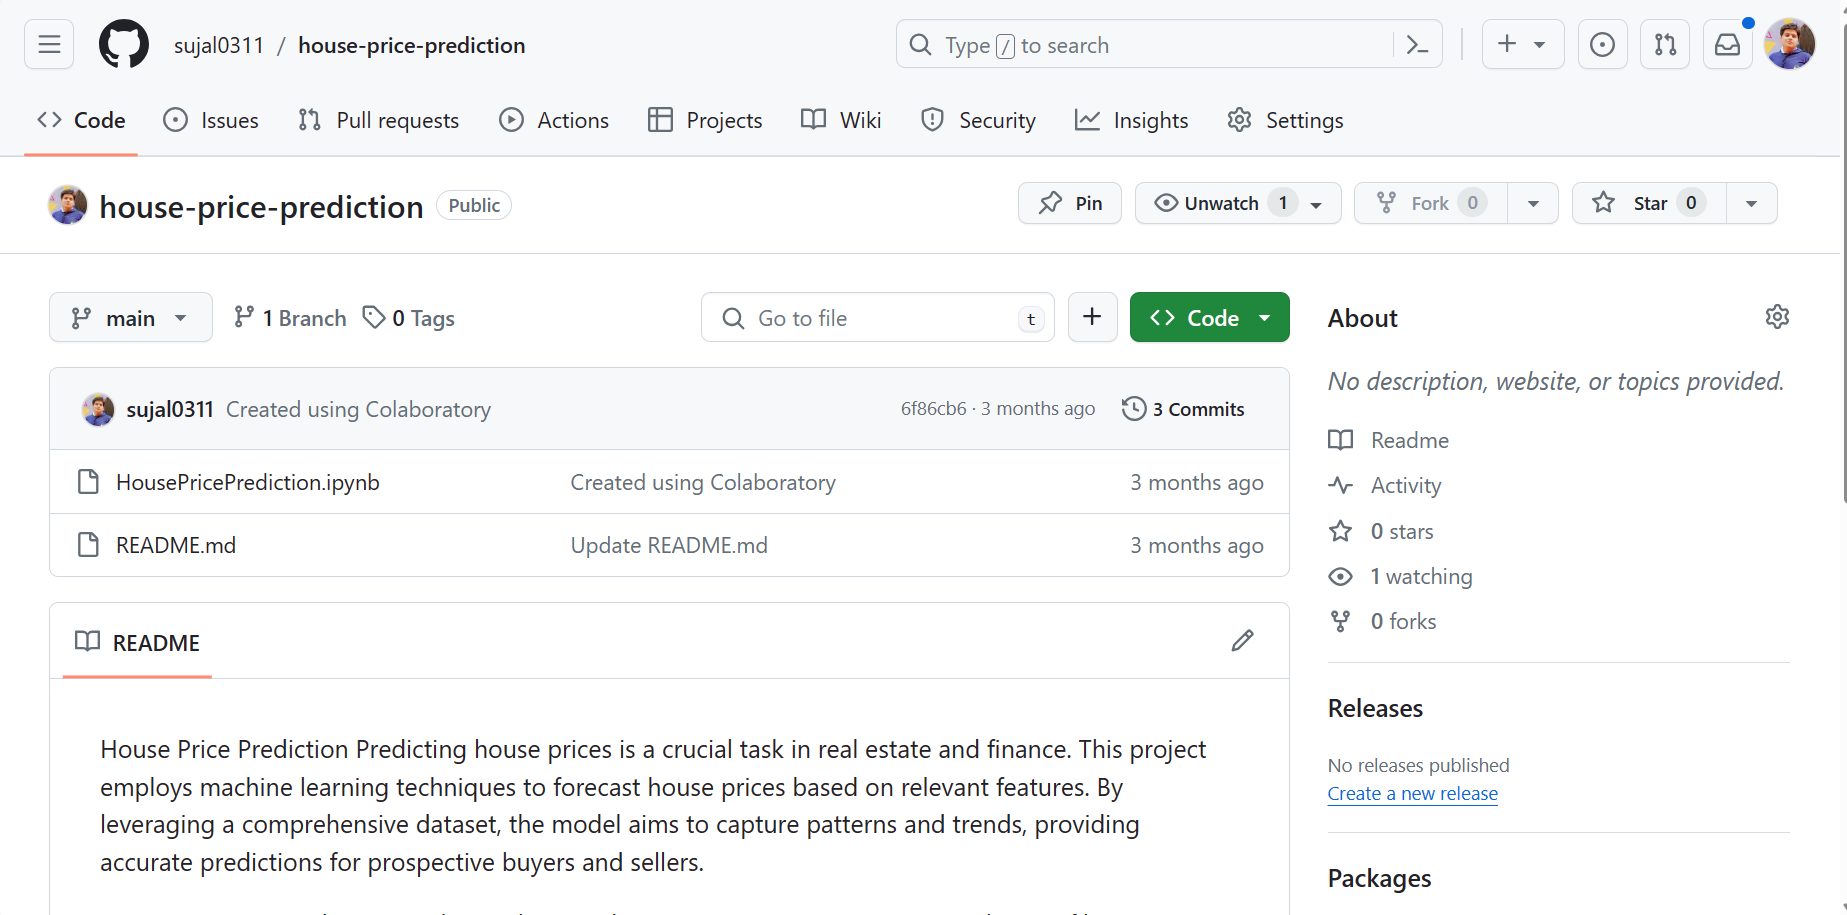 sujal0311 / house-price-prediction
Type / to search
Code Issues Pull requests Actions Projects Wiki Security Insights Settings
house-price-prediction Public
Pin Unwatch 1 Fork 0 Star 0
main 1 Branch 0 Tags
Go to file t
Code
sujal0311 Created using Colaboratory 6f86cb6 · 3 months ago 3 Commits
HousePricePrediction.ipynb Created using Colaboratory 3 months ago
README.md Update README.md 3 months ago
README
House Price Prediction Predicting house prices is a crucial task in real estate and finance. This project
employs machine learning techniques to forecast house prices based on relevant features. By
leveraging a comprehensive dataset, the model aims to capture patterns and trends, providing
accurate predictions for prospective buyers and sellers.
About
No description, website, or topics provided.
Readme
Activity
0 stars
1 watching
0 forks
Releases
No releases published
Create a new release
Packages